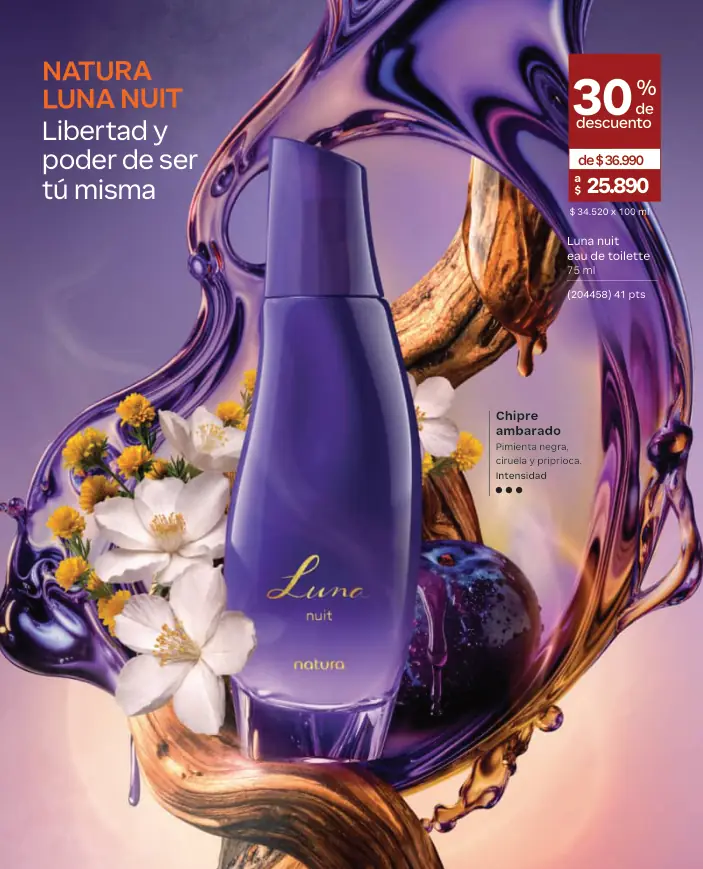 NATURA
LUNA NUIT
Libertad y
poder de ser
tú misma
30%
de
descuento
de $ 36.990
a
$ 25.890
$ 34.520 x 100 ml
Luna nuit
eau de toilette
75 ml
(204458) 41 pts
Chipre
ambarado
Pimienta negra,
ciruela y priprioca.
Intensidad
Luna
nuit
natura